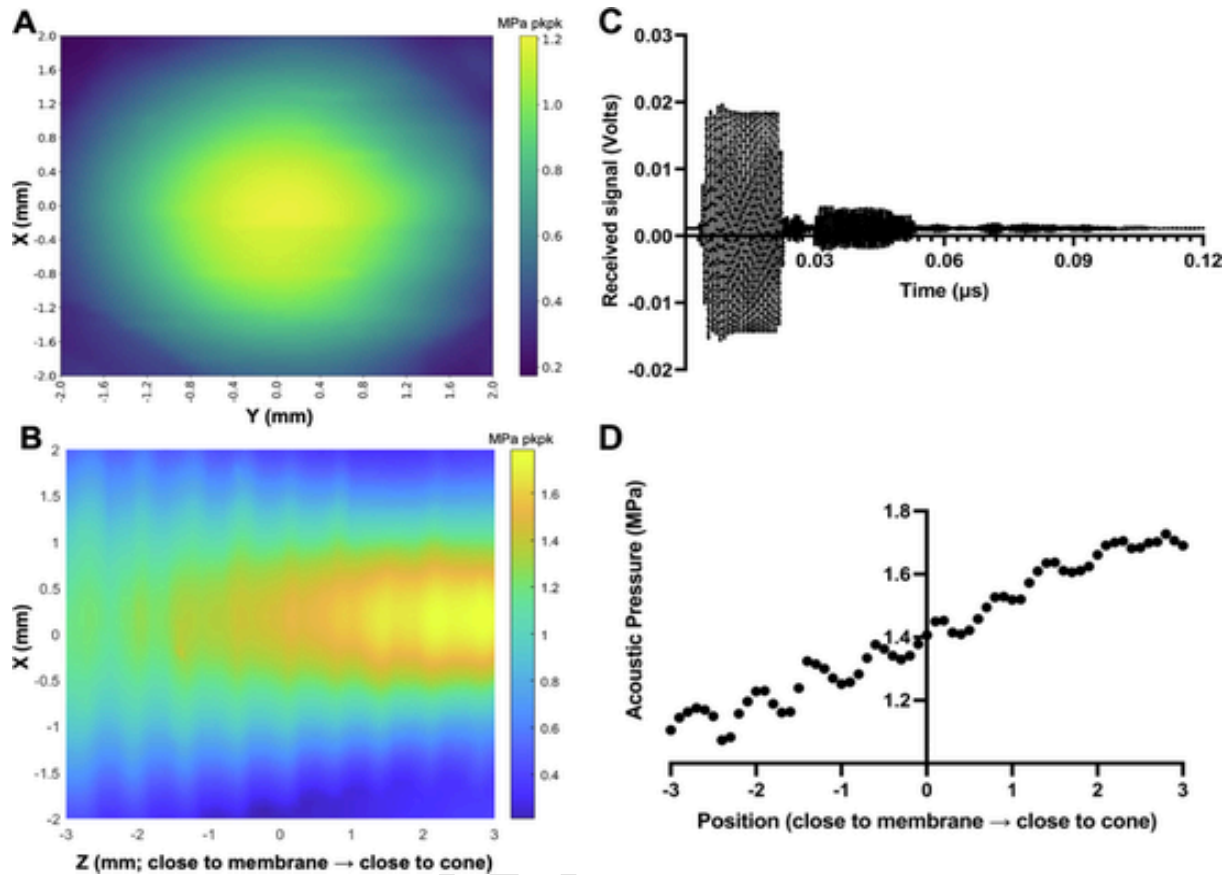 A
MPa pkpk
2.0
1.6
1.2
0.8
0.4
0.0
-0.4
-0.8
-1.2
-1.6
-2.0
X (mm)
-2.0 -1.6 -1.2 -0.8 -0.4 0.0 0.4 0.8 1.2 1.6 2.0
Y (mm)
1.2
1.0
0.8
0.6
0.4
0.2
B
MPa pkpk
2
1.5
1
0.5
0
-0.5
-1
-1.5
-2
X (mm)
-3 -2 -1 0 1 2 3
Z (mm; close to membrane → close to cone)
1.6
1.4
1.2
1
0.8
0.6
0.4
C
Received signal (Volts)
0.03
0.02
0.01
0.00
-0.01
-0.02
0.03 0.06 0.09 0.12
Time (µs)
D
Acoustic Pressure (MPa)
1.8
1.6
1.4
1.2
-3 -2 -1 0 1 2 3
Position (close to membrane → close to cone)